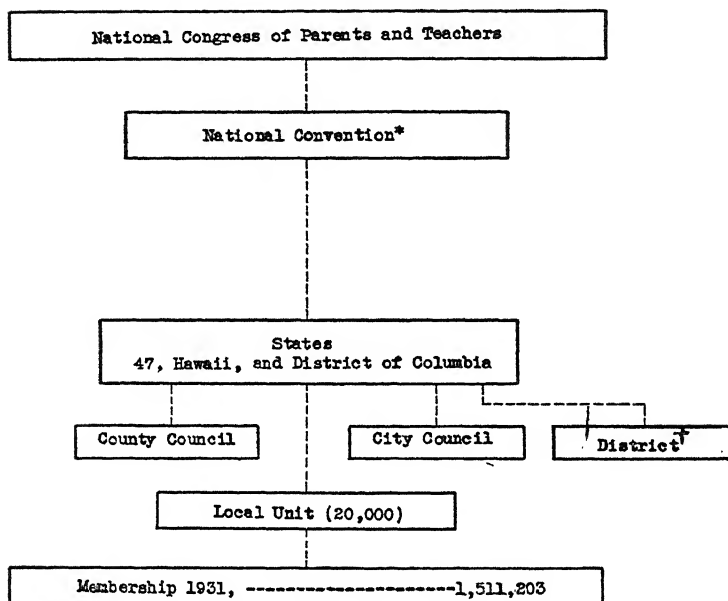 National Congress of Parents and Teachers
National Convention*
States
47, Hawaii, and District of Columbia
County Council
City Council
District†
Local Unit (20,000)
Membership 1931, ----------------------1,511,203